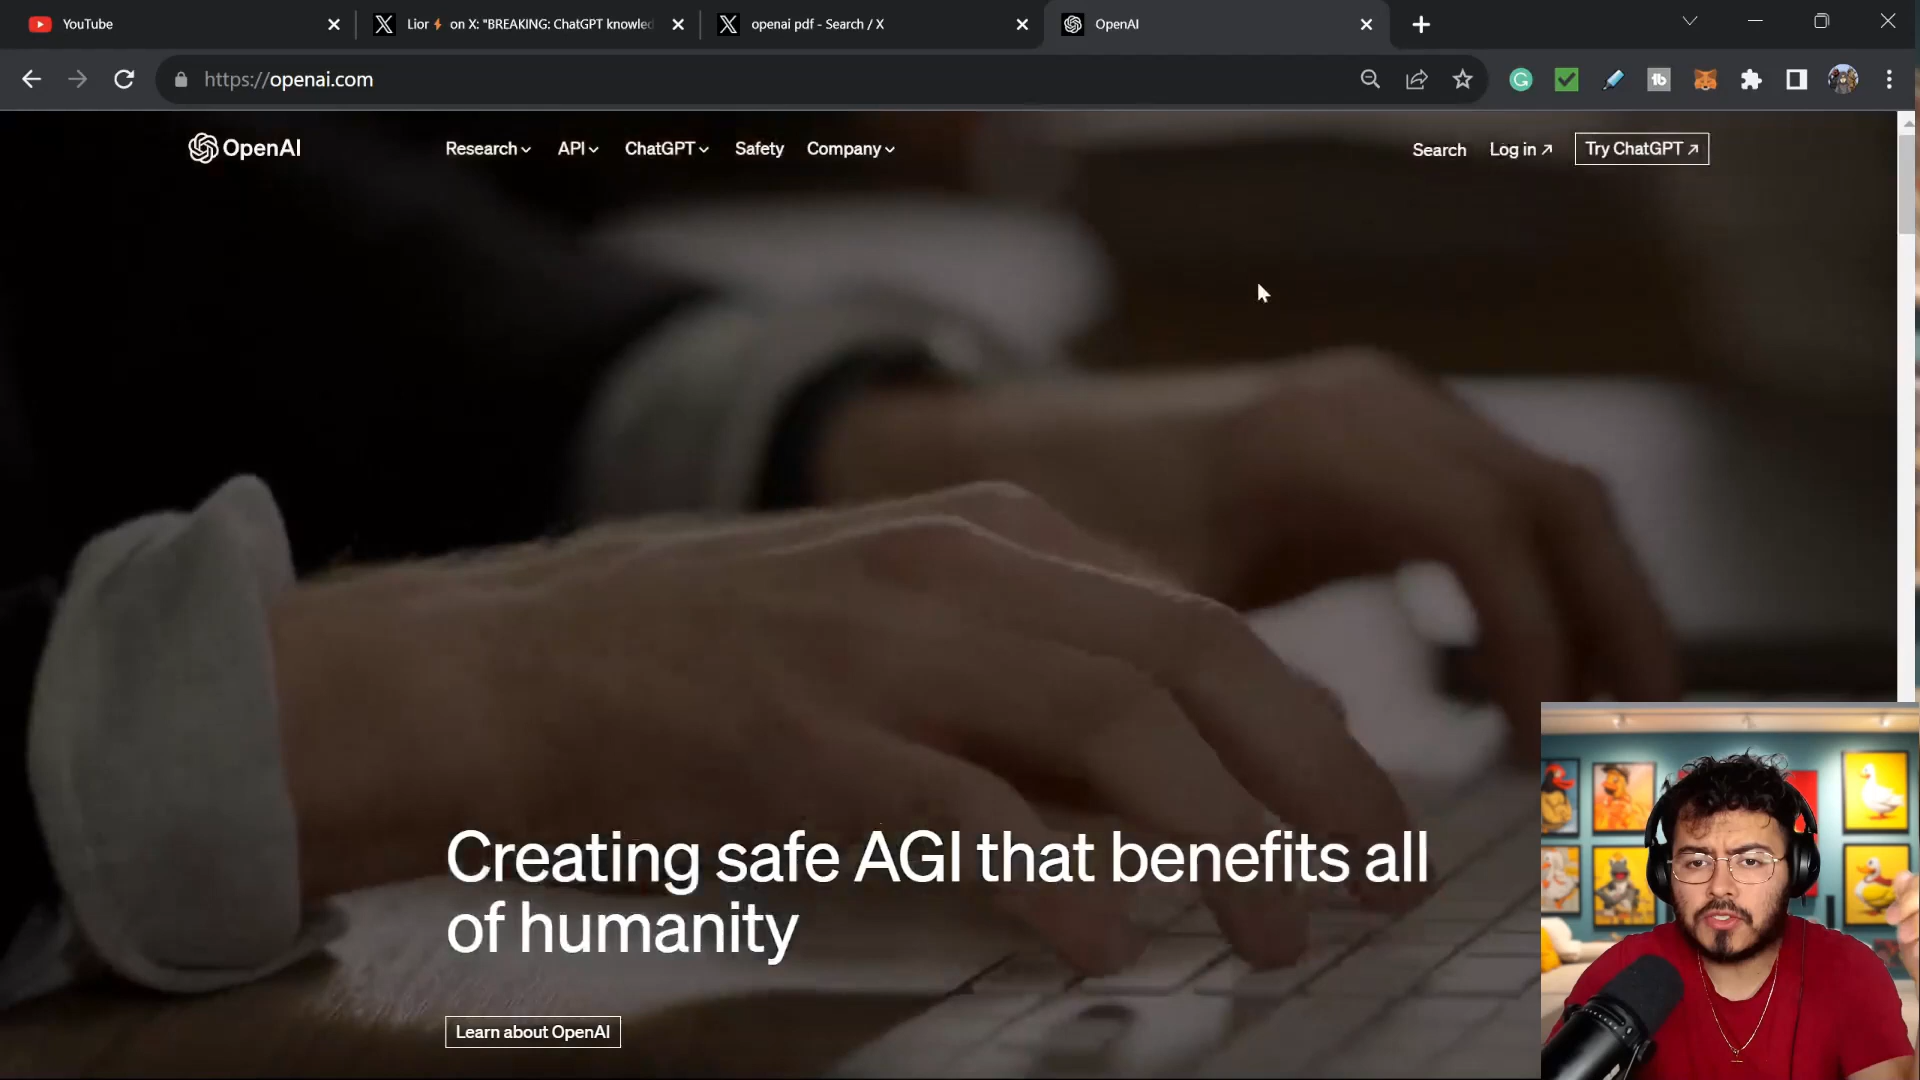 YouTube
Lior⚡ on X: "BREAKING: ChatGPT knowled
openai pdf - Search / X
OpenAI
https://openai.com
OpenAI
Research
API
ChatGPT
Safety
Company
Search
Log in ↗
Try ChatGPT ↗
Creating safe AGI that benefits all
of humanity
Learn about OpenAI